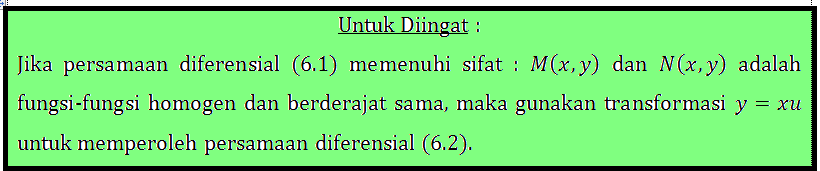 Untuk Diingat :
Jika persamaan diferensial (6.1) memenuhi sifat : M(x,y) dan N(x,y) adalah
fungsi-fungsi homogen dan berderajat sama, maka gunakan transformasi y = xu
untuk memperoleh persamaan diferensial (6.2).